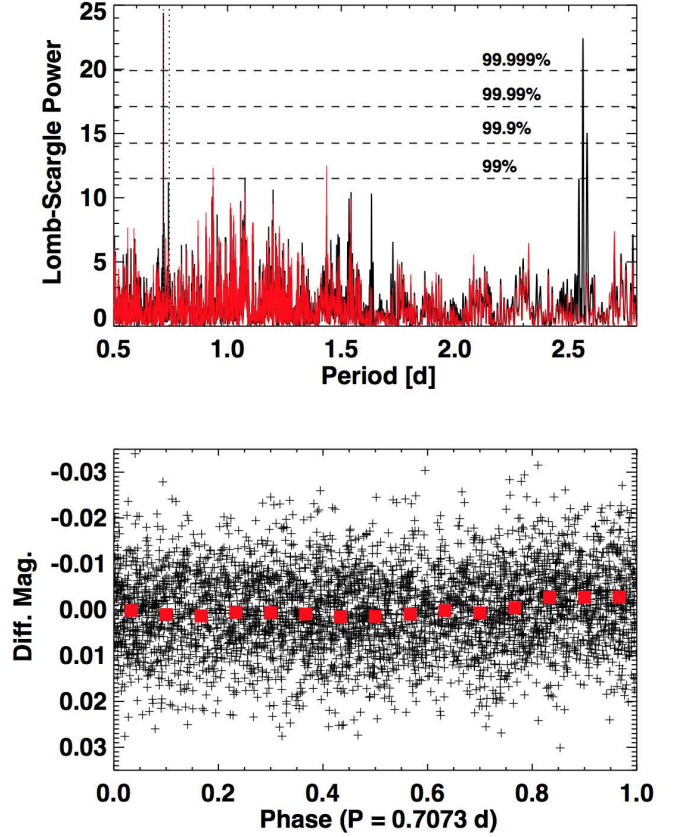 25
20
15
10
5
0
Lomb-Scargle Power
99.999%
99.99%
99.9%
99%
0.5 1.0 1.5 2.0 2.5
Period [d]
-0.03
-0.02
-0.01
0.00
0.01
0.02
0.03
Diff. Mag.
0.0 0.2 0.4 0.6 0.8 1.0
Phase (P = 0.7073 d)